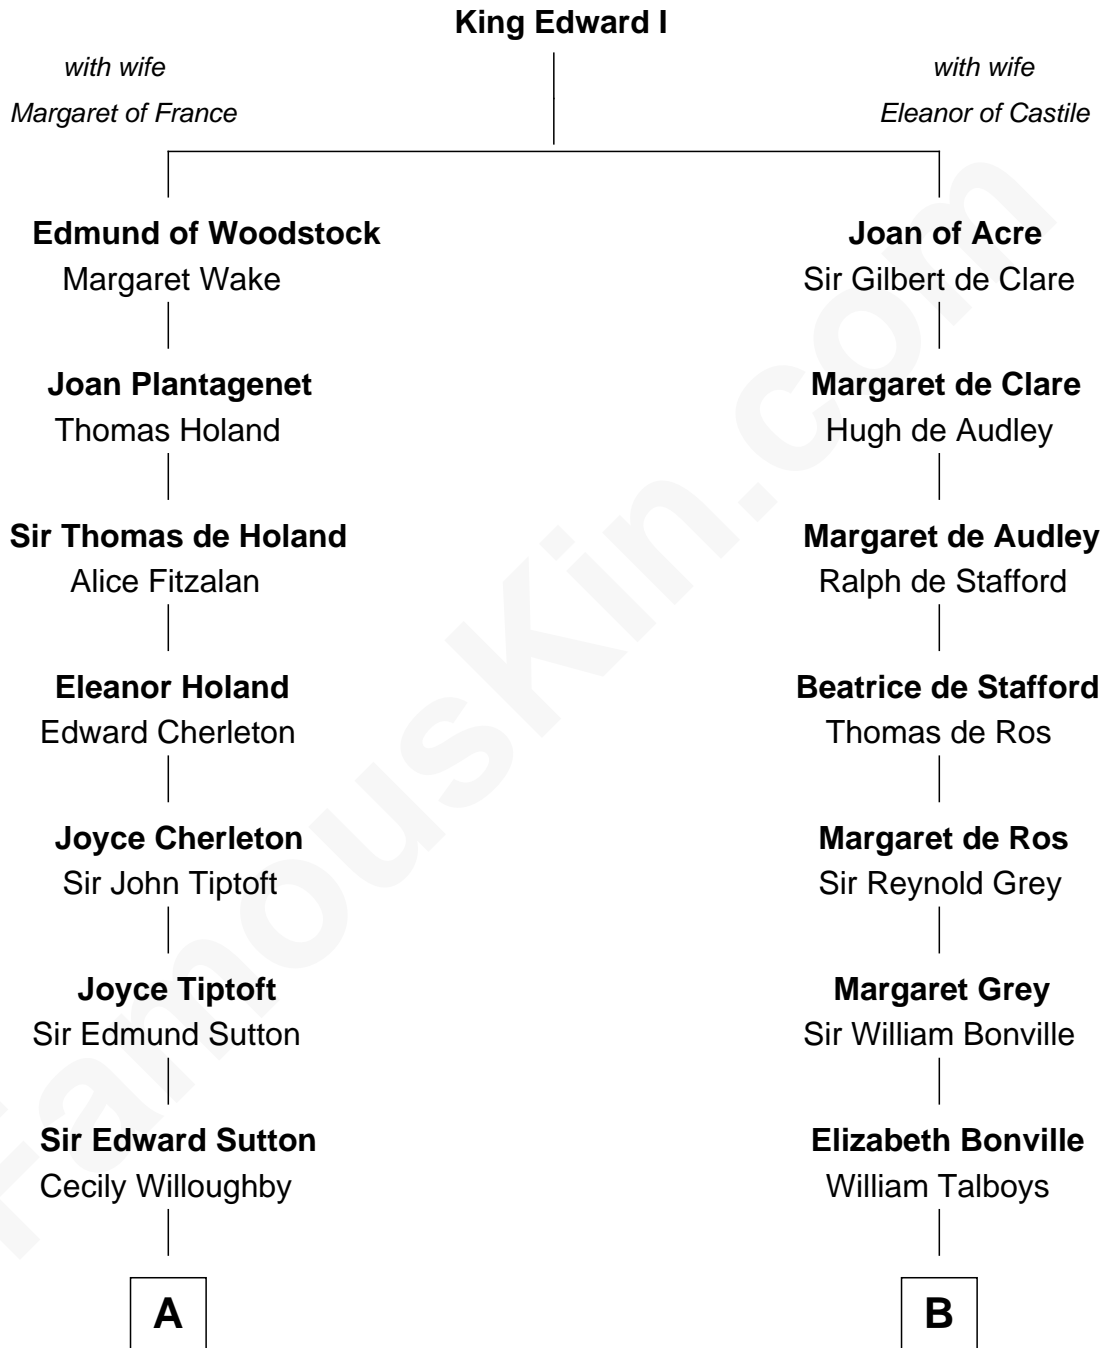 King Edward I
with wife
Margaret of France
with wife
Eleanor of Castile
Edmund of Woodstock
Margaret Wake
Joan of Acre
Sir Gilbert de Clare
Joan Plantagenet
Thomas Holand
Margaret de Clare
Hugh de Audley
Sir Thomas de Holand
Alice Fitzalan
Margaret de Audley
Ralph de Stafford
Eleanor Holand
Edward Cherleton
Beatrice de Stafford
Thomas de Ros
Joyce Cherleton
Sir John Tiptoft
Margaret de Ros
Sir Reynold Grey
Joyce Tiptoft
Sir Edmund Sutton
Margaret Grey
Sir William Bonville
Sir Edward Sutton
Cecily Willoughby
Elizabeth Bonville
William Talboys
A
B
FamousKin.com